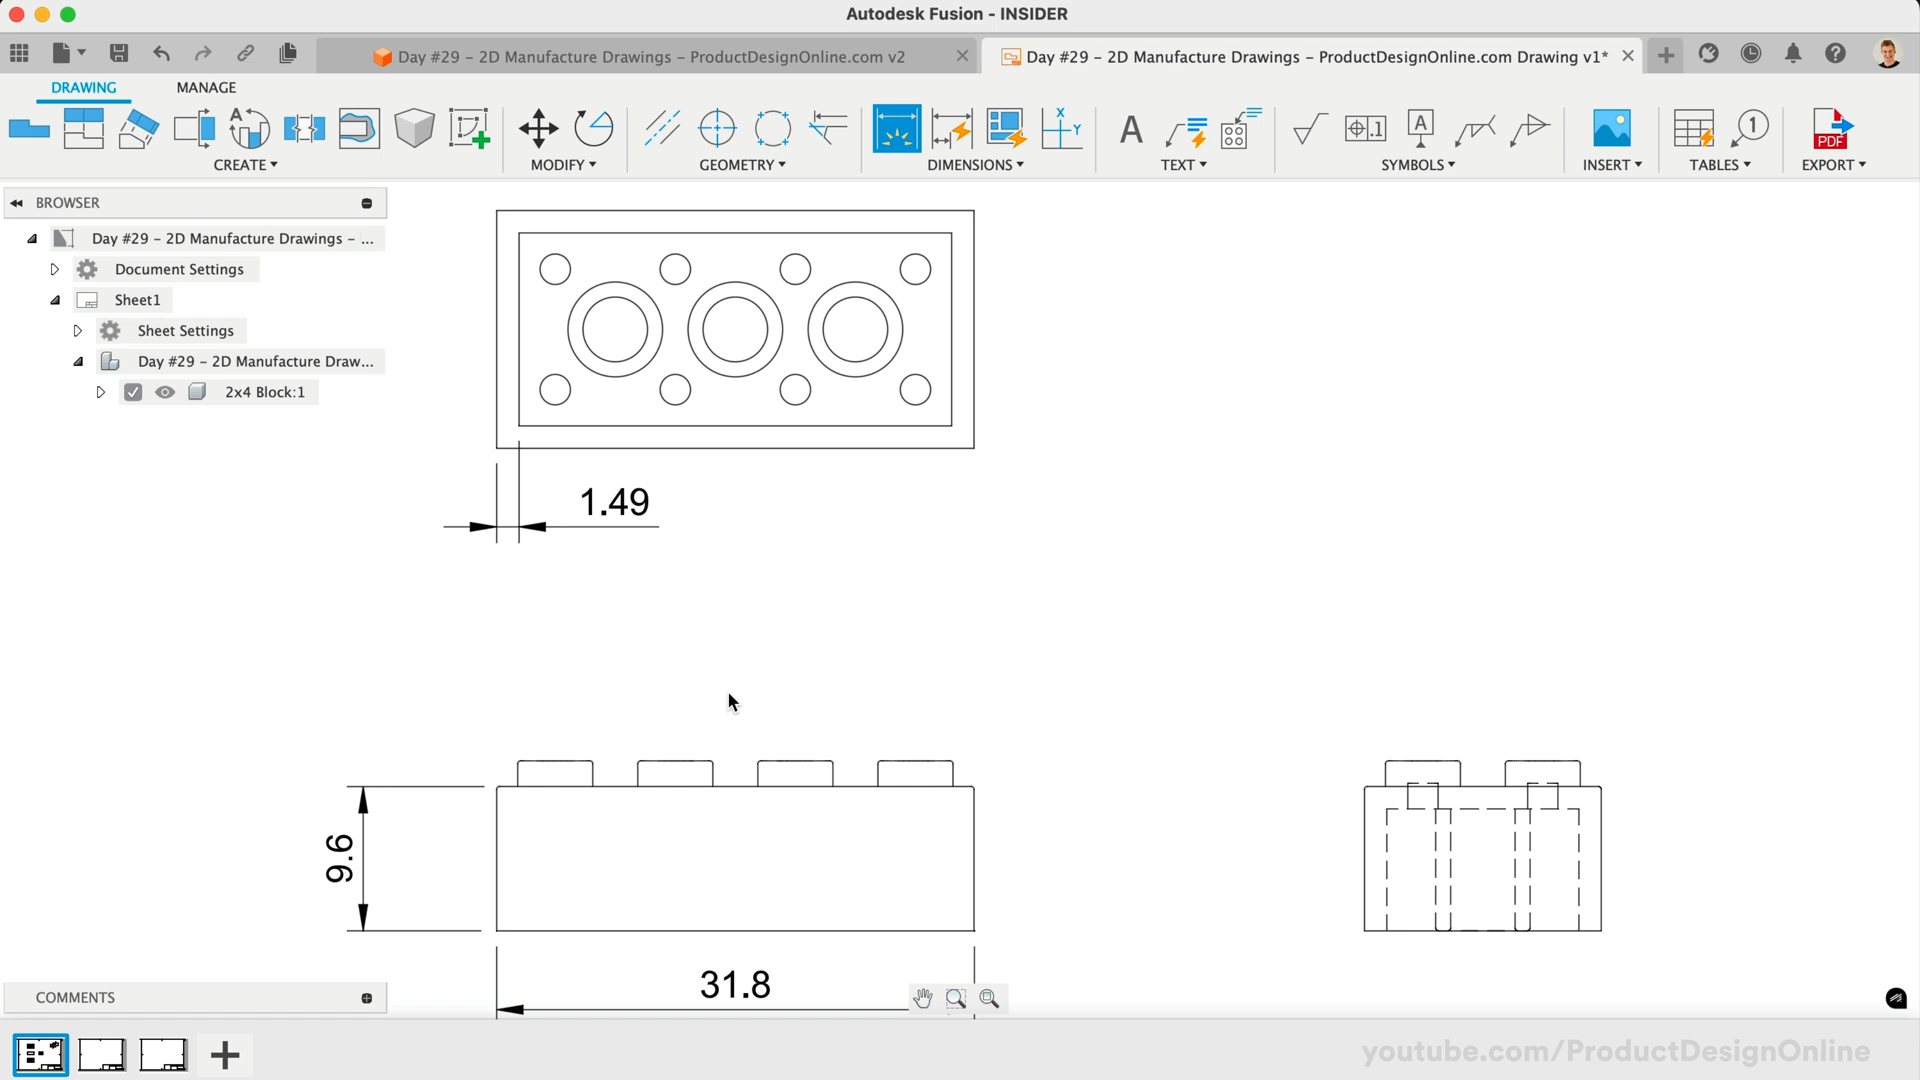 Autodesk Fusion - INSIDER
Day #29 - 2D Manufacture Drawings - ProductDesignOnline.com v2
Day #29 - 2D Manufacture Drawings - ProductDesignOnline.com Drawing v1*
DRAWING MANAGE
CREATE MODIFY GEOMETRY DIMENSIONS TEXT SYMBOLS INSERT TABLES EXPORT
BROWSER
Day #29 - 2D Manufacture Drawings - ...
Document Settings
Sheet1
Sheet Settings
Day #29 - 2D Manufacture Draw...
2x4 Block:1
1.49
9.6
31.8
COMMENTS
youtube.com/ProductDesignOnline
A
X
Y
A
.1
A
1
PDF